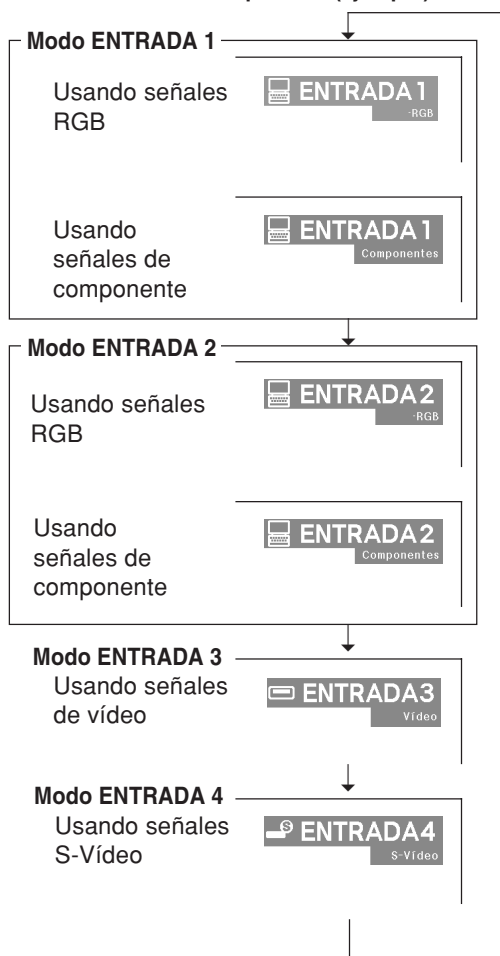 Modo ENTRADA 1
Usando señales
RGB
ENTRADA1
-RGB
Usando
señales de
componente
ENTRADA1
Componentes
Modo ENTRADA 2
Usando señales
RGB
ENTRADA2
-RGB
Usando
señales de
componente
ENTRADA2
Componentes
Modo ENTRADA 3
Usando señales
de vídeo
ENTRADA3
Vídeo
Modo ENTRADA 4
Usando señales
S-Vídeo
ENTRADA4
S-Vídeo